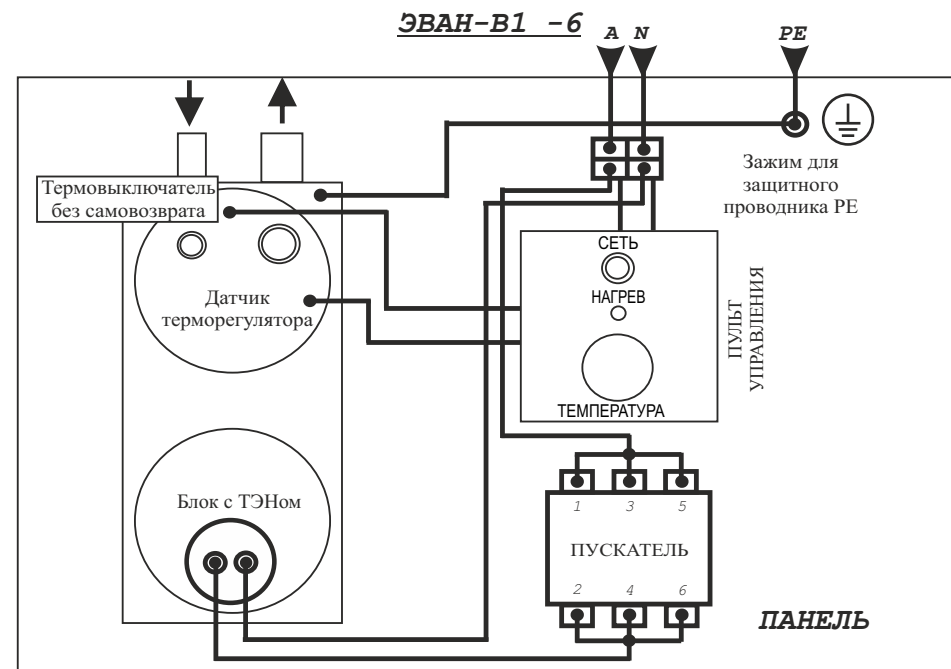 ЭВАН-В1 -6
A N
PE
Термовыключатель
без самовозврата
Зажим для
защитного
проводника PE
СЕТЬ
НАГРЕВ
ТЕМПЕРАТУРА
ПУЛЬТ
УПРАВЛЕНИЯ
Датчик
терморегулятора
Блок с ТЭНом
1 3 5
ПУСКАТЕЛЬ
2 4 6
ПАНЕЛЬ